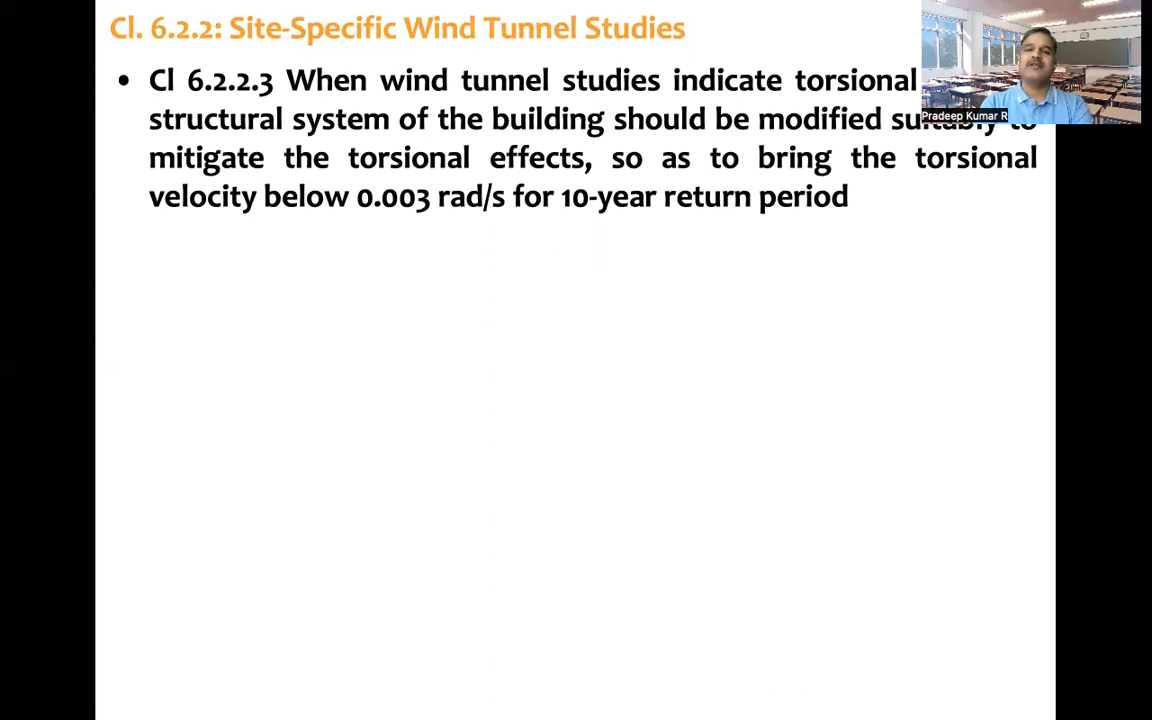 Cl. 6.2.2: Site-Specific Wind Tunnel Studies
• Cl 6.2.2.3 When wind tunnel studies indicate torsional
structural system of the building should be modified suitably to
mitigate the torsional effects, so as to bring the torsional
velocity below 0.003 rad/s for 10-year return period
Pradeep Kumar R